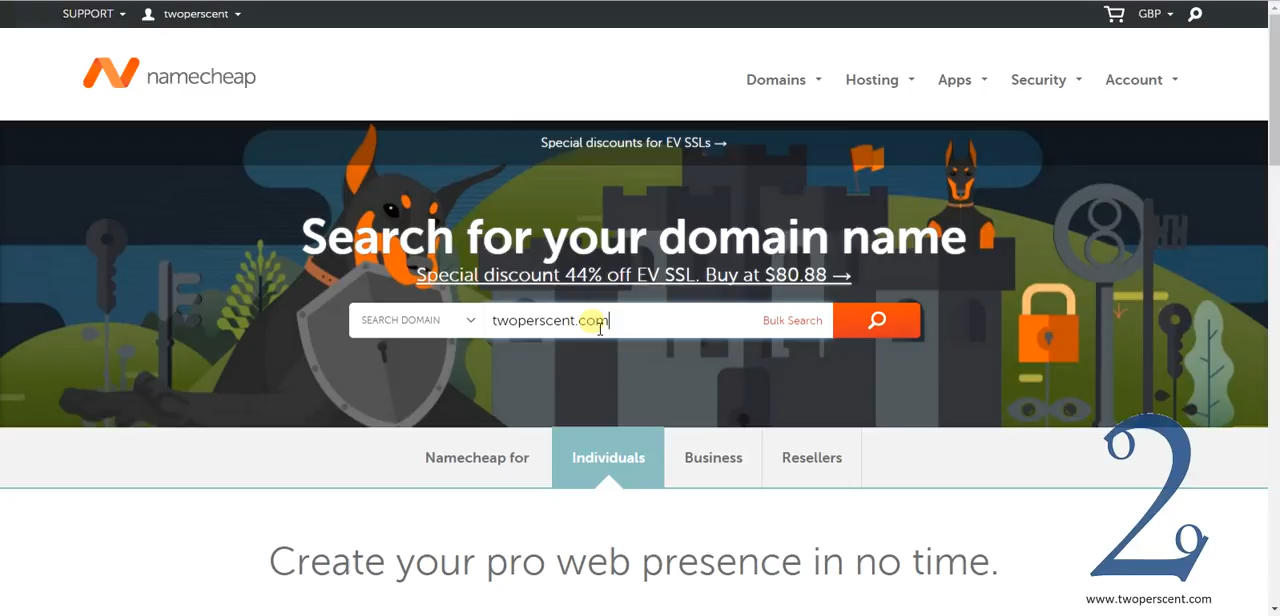 SUPPORT twoperscent GBP
namecheap Domains Hosting Apps Security Account
Special discounts for EV SSLs →
Search for your domain name
Special discount 44% off EV SSL. Buy at $80.88 →
SEARCH DOMAIN twoperscent.com Bulk Search
Namecheap for Individuals Business Resellers
Create your pro web presence in no time.
2
www.twoperscent.com